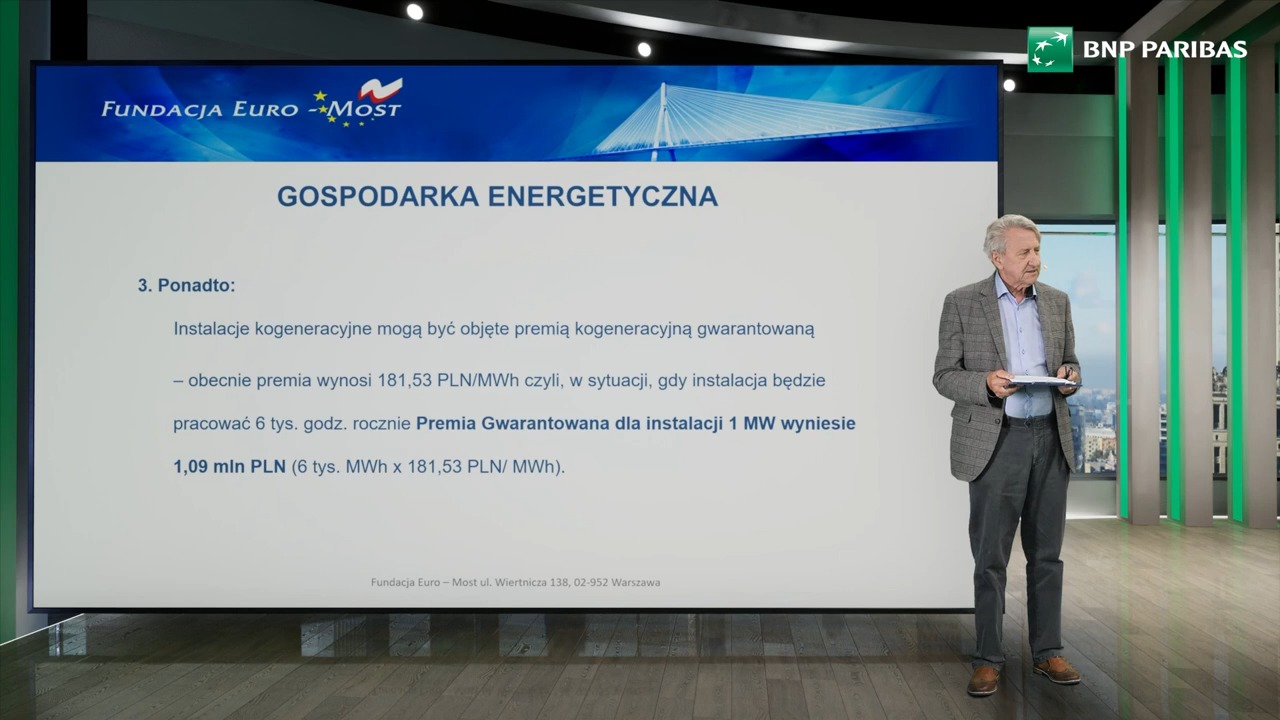 BNP PARIBAS
FUNDACJA EURO - MOST
GOSPODARKA ENERGETYCZNA
3. Ponadto:
Instalacje kogeneracyjne mogą być objęte premią kogeneracyjną gwarantowaną
– obecnie premia wynosi 181,53 PLN/MWh czyli, w sytuacji, gdy instalacja będzie
pracować 6 tys. godz. rocznie Premia Gwarantowana dla instalacji 1 MW wyniesie
1,09 mln PLN (6 tys. MWh x 181,53 PLN/ MWh).
Fundacja Euro – Most ul. Wiertnicza 138, 02-952 Warszawa